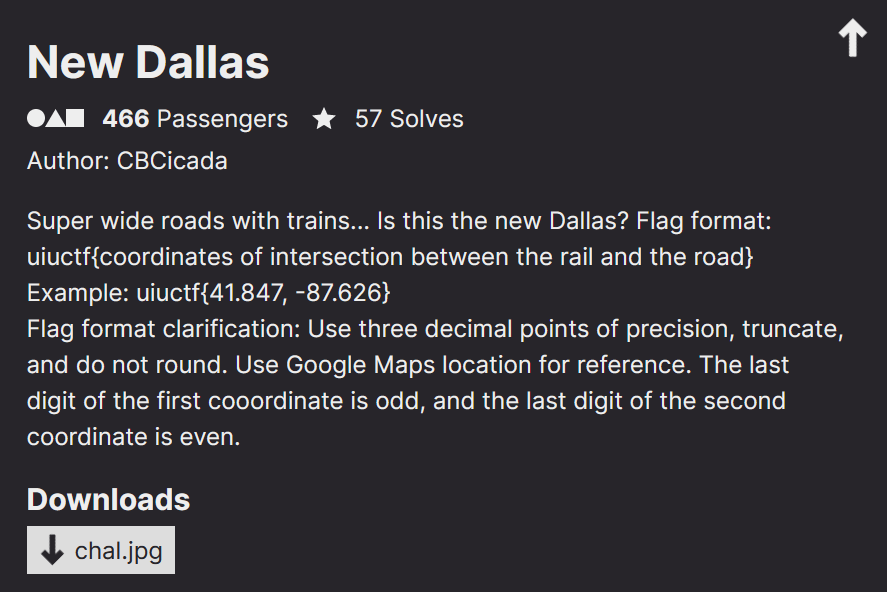 New Dallas
466 Passengers 57 Solves
Author: CBCicada
Super wide roads with trains... Is this the new Dallas? Flag format:
uiuctf{coordinates of intersection between the rail and the road}
Example: uiuctf{41.847, -87.626}
Flag format clarification: Use three decimal points of precision, truncate,
and do not round. Use Google Maps location for reference. The last
digit of the first cooordinate is odd, and the last digit of the second
coordinate is even.
Downloads
chal.jpg